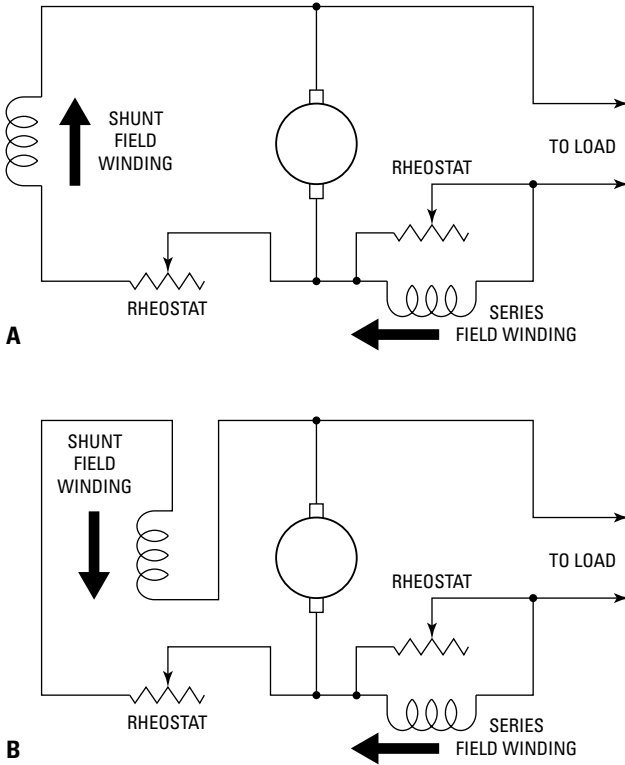 SHUNT
FIELD
WINDING
TO LOAD
RHEOSTAT
RHEOSTAT
SERIES
FIELD WINDING
A
SHUNT
FIELD
WINDING
TO LOAD
RHEOSTAT
RHEOSTAT
SERIES
FIELD WINDING
B